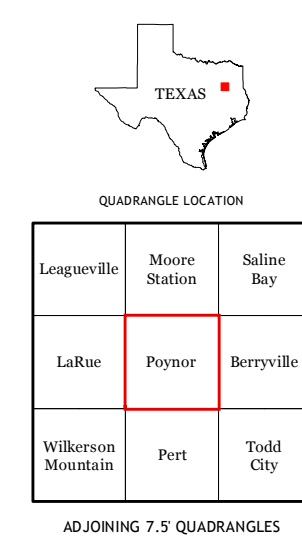 TEXAS
QUADRANGLE LOCATION
Leagueville
Moore
Station
Saline
Bay
LaRue
Poynor
Berryville
Wilkerson
Mountain
Pert
Todd
City
ADJOINING 7.5' QUADRANGLES